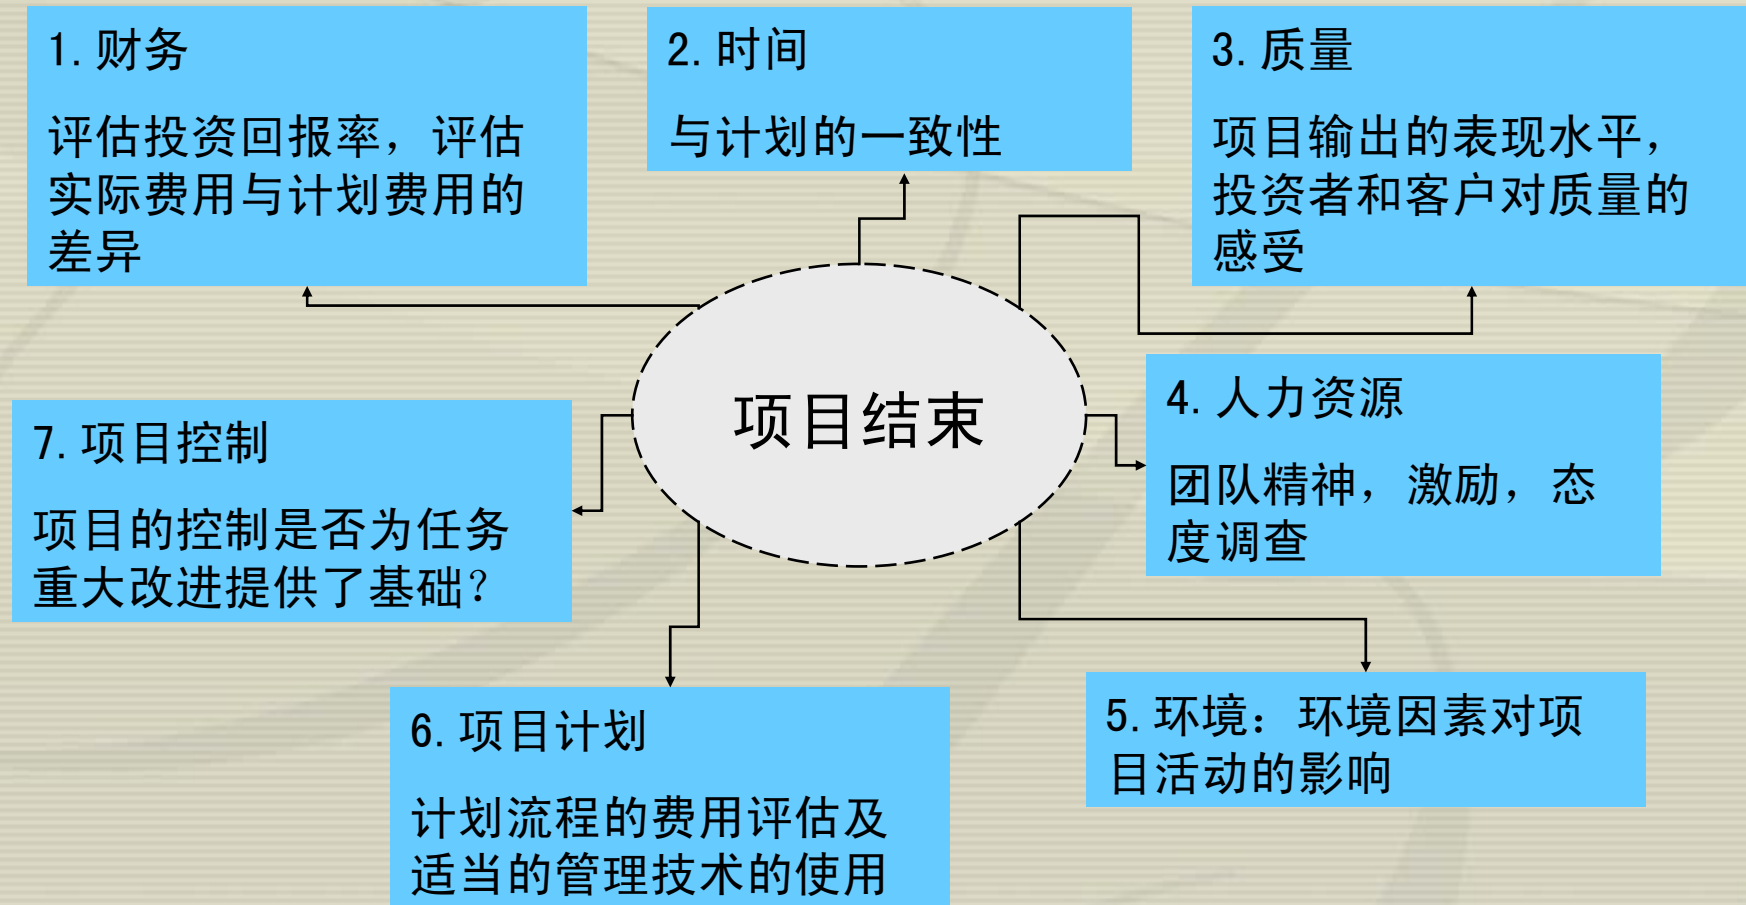 1.财务
评估投资回报率，评估
实际费用与计划费用的
差异
2.时间
与计划的一致性
3.质量
项目输出的表现水平，
投资者和客户对质量的
感受
项目结束
4.人力资源
团队精神，激励，态
度调查
7.项目控制
项目的控制是否为任务
重大改进提供了基础？
6.项目计划
计划流程的费用评估及
适当的管理技术的使用
5.环境：环境因素对项
目活动的影响